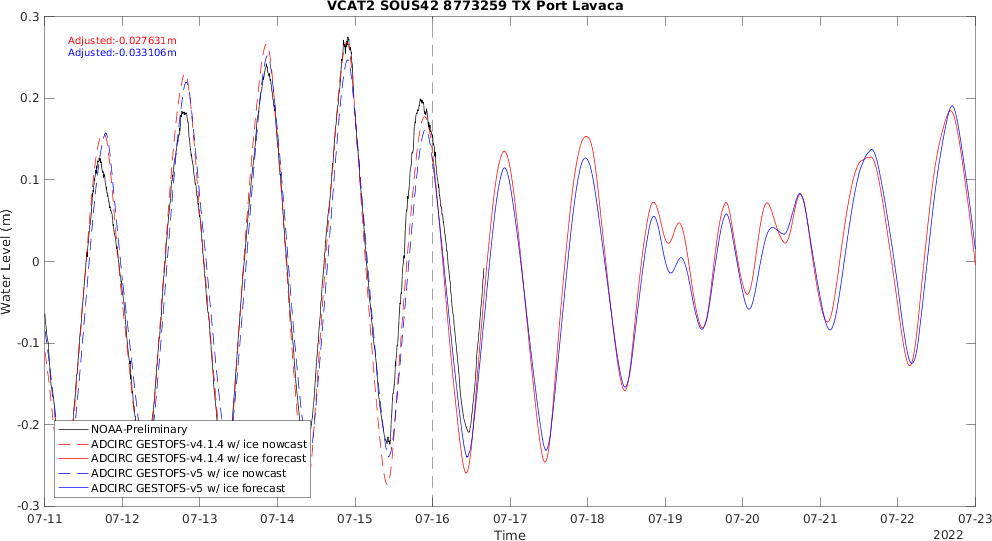 VCAT2 SOUS42 8773259 TX Port Lavaca
Adjusted:-0.027631m
Adjusted:-0.033106m
0.3
0.2
0.1
0
-0.1
-0.2
-0.3
Water Level (m)
NOAA-Preliminary
ADCIRC GESTOFS-v4.1.4 w/ ice nowcast
ADCIRC GESTOFS-v4.1.4 w/ ice forecast
ADCIRC GESTOFS-v5 w/ ice nowcast
ADCIRC GESTOFS-v5 w/ ice forecast
07-11 07-12 07-13 07-14 07-15 07-16 07-17 07-18 07-19 07-20 07-21 07-22 07-23
Time
2022